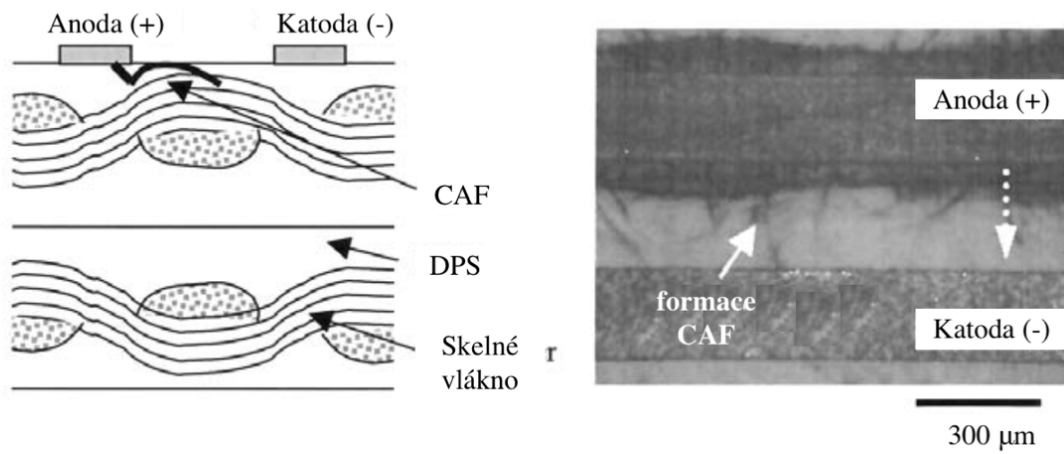 Anoda (+)
Katoda (-)
CAF
DPS
Skelné
vlákno
r
Anoda (+)
formace
CAF
Katoda (-)
300 μm